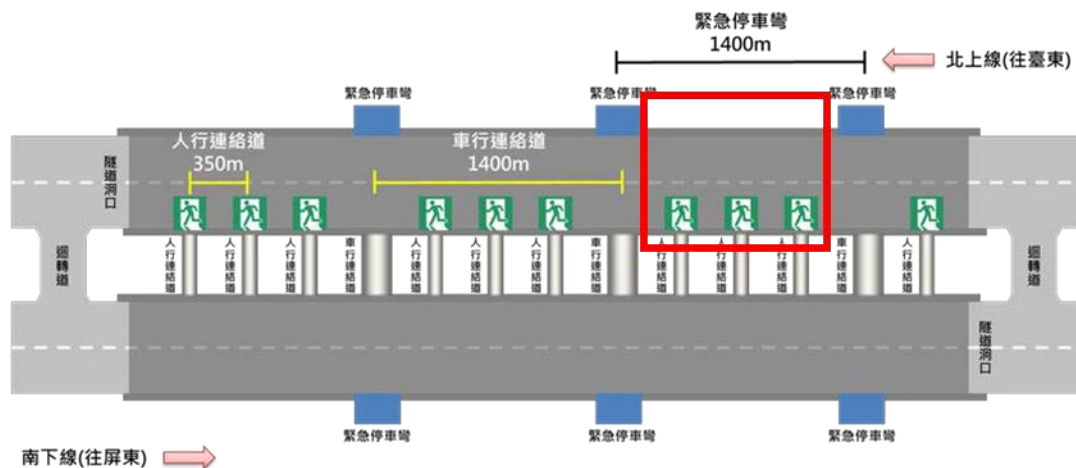 緊急停車彎
1400m
北上線(往臺東)
緊急停車彎
緊急停車彎
緊急停車彎
人行連絡道
350m
車行連絡道
1400m
隧道洞口
迴轉道
人行連絡道
人行連絡道
人行連絡道
車行連絡道
人行連絡道
人行連絡道
人行連絡道
車行連絡道
人行連絡道
人行連絡道
人行連絡道
車行連絡道
人行連絡道
迴轉道
隧道洞口
緊急停車彎
緊急停車彎
緊急停車彎
南下線(往屏東)